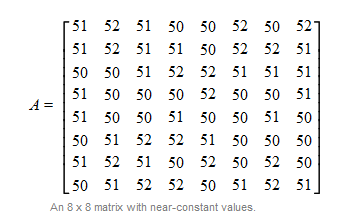 51 52 51 50 50 52 50 52
51 52 51 51 50 52 52 51
50 50 51 52 52 51 51 51
A = 51 50 50 50 52 50 50 51
51 50 50 51 50 50 51 50
50 51 52 52 51 50 50 50
51 52 51 50 52 50 52 50
50 51 52 52 50 51 52 51
An 8 x 8 matrix with near-constant values.